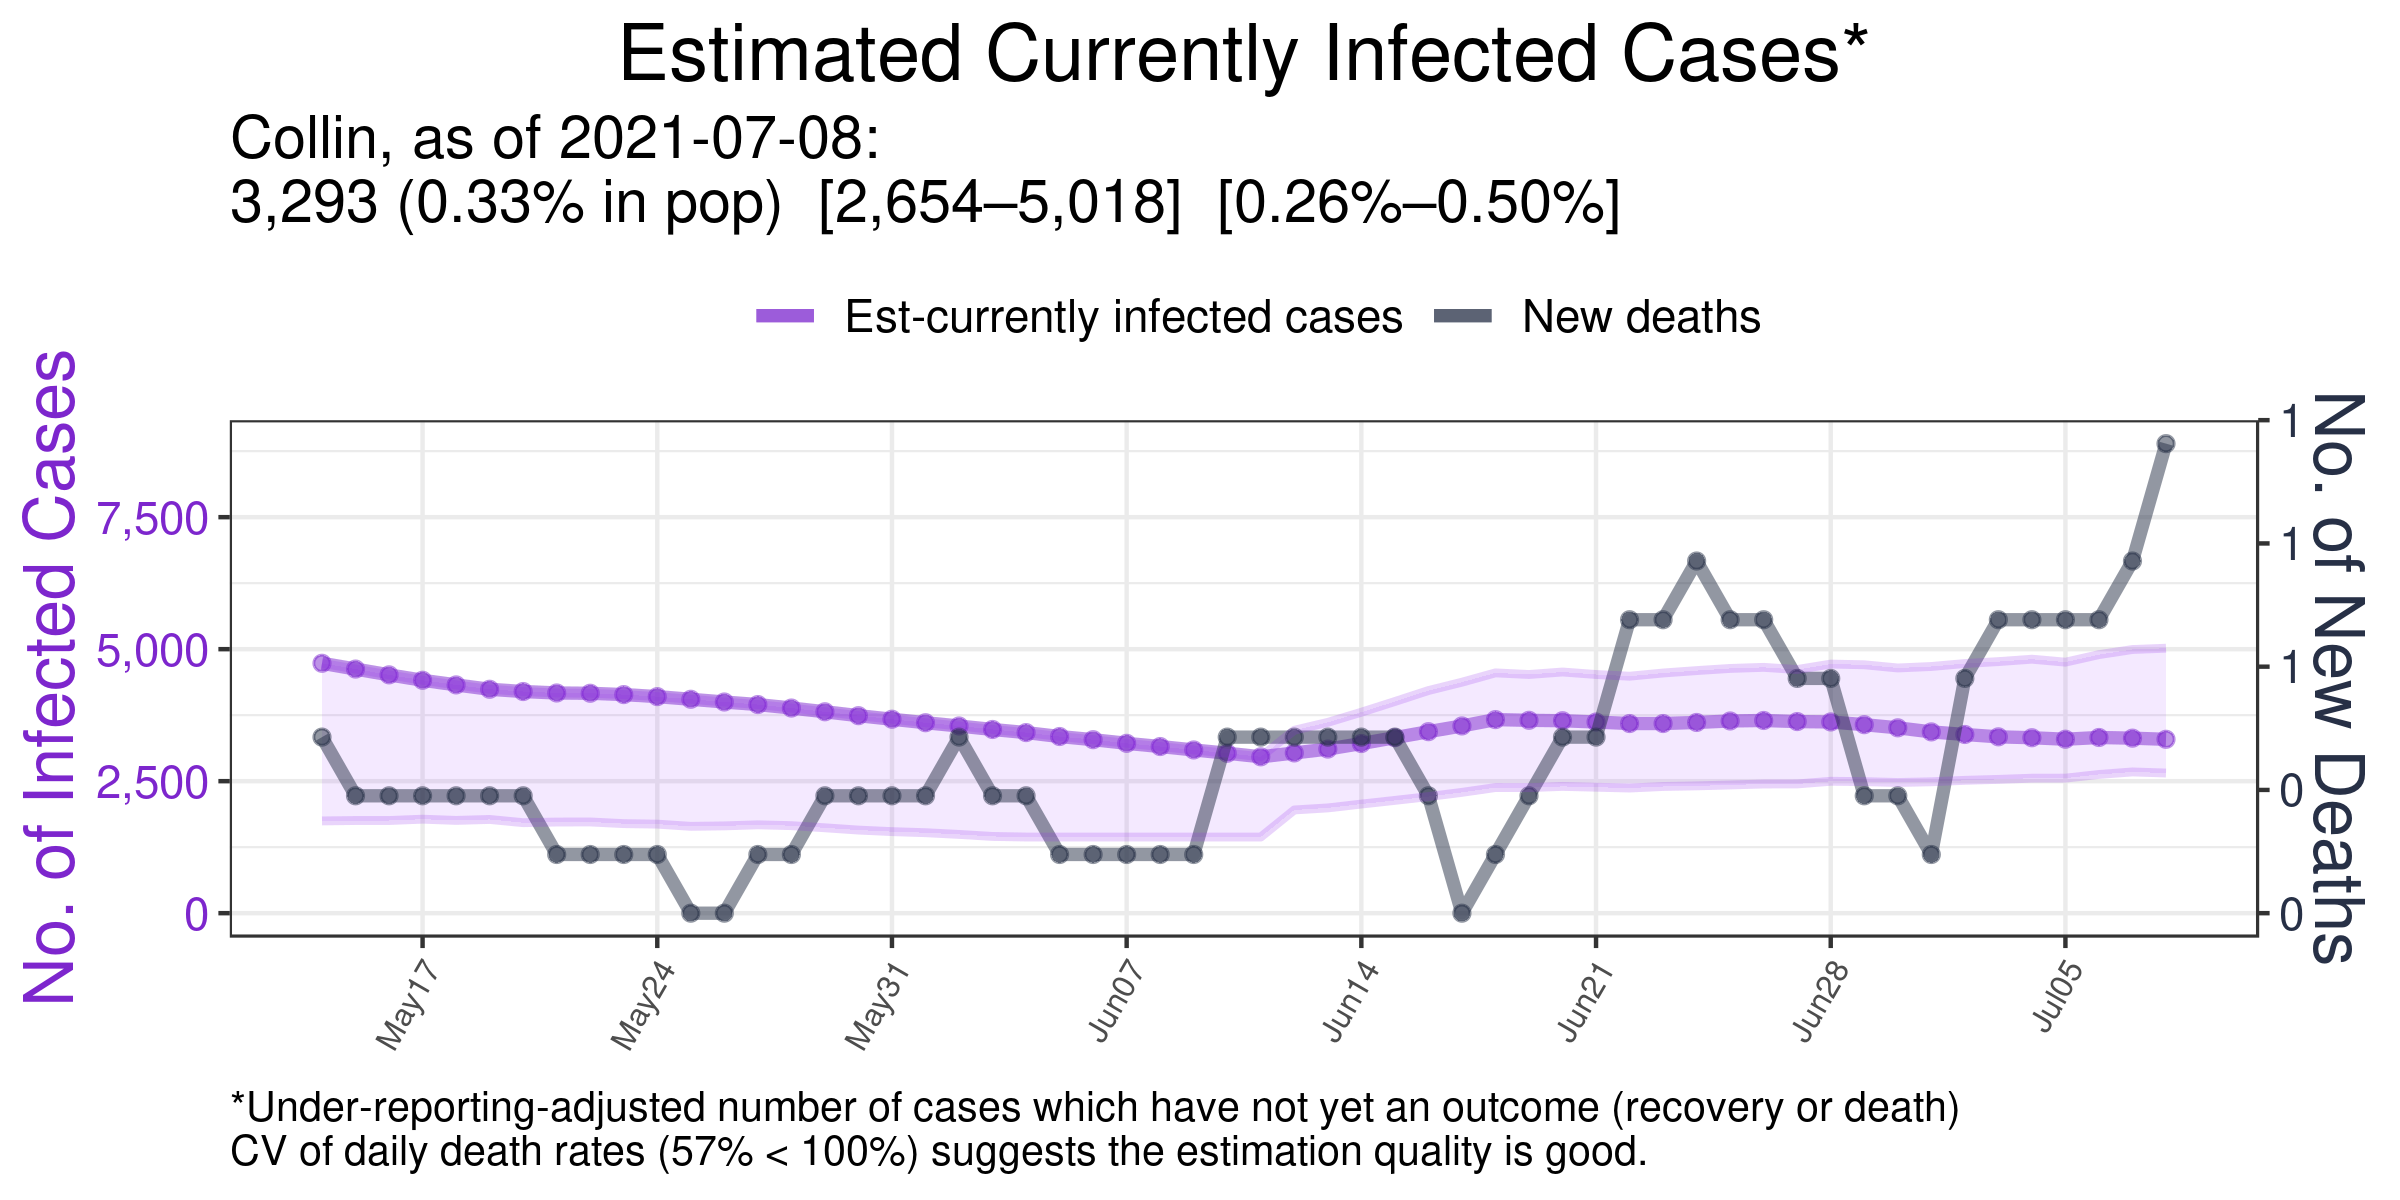 Estimated Currently Infected Cases*
Collin, as of 2021-07-08:
3,293 (0.33% in pop)  [2,654–5,018]  [0.26%–0.50%]
Est-currently infected cases
New deaths
No. of Infected Cases
7,500
5,000
2,500
0
1
1
1
0
0
No. of New Deaths
May17
May24
May31
Jun07
Jun14
Jun21
Jun28
Jul05
*Under-reporting-adjusted number of cases which have not yet an outcome (recovery or death)
CV of daily death rates (57% < 100%) suggests the estimation quality is good.